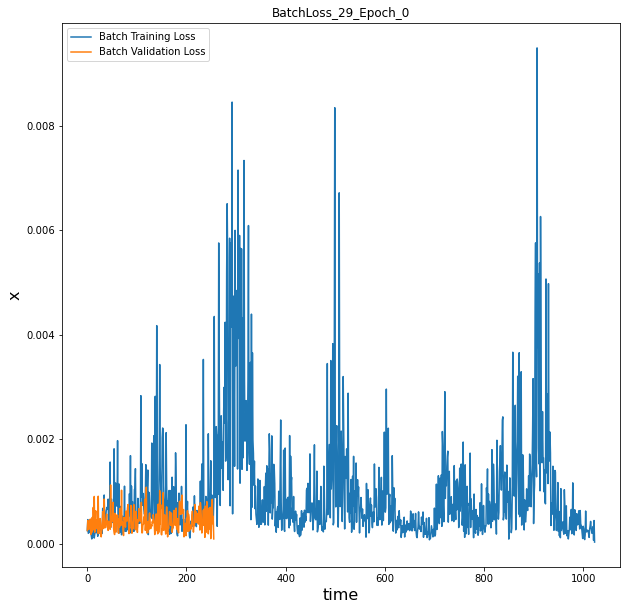 BatchLoss_29_Epoch_0
Batch Training Loss
Batch Validation Loss
0.008
0.006
0.004
0.002
0.000
x
0 200 400 600 800 1000
time